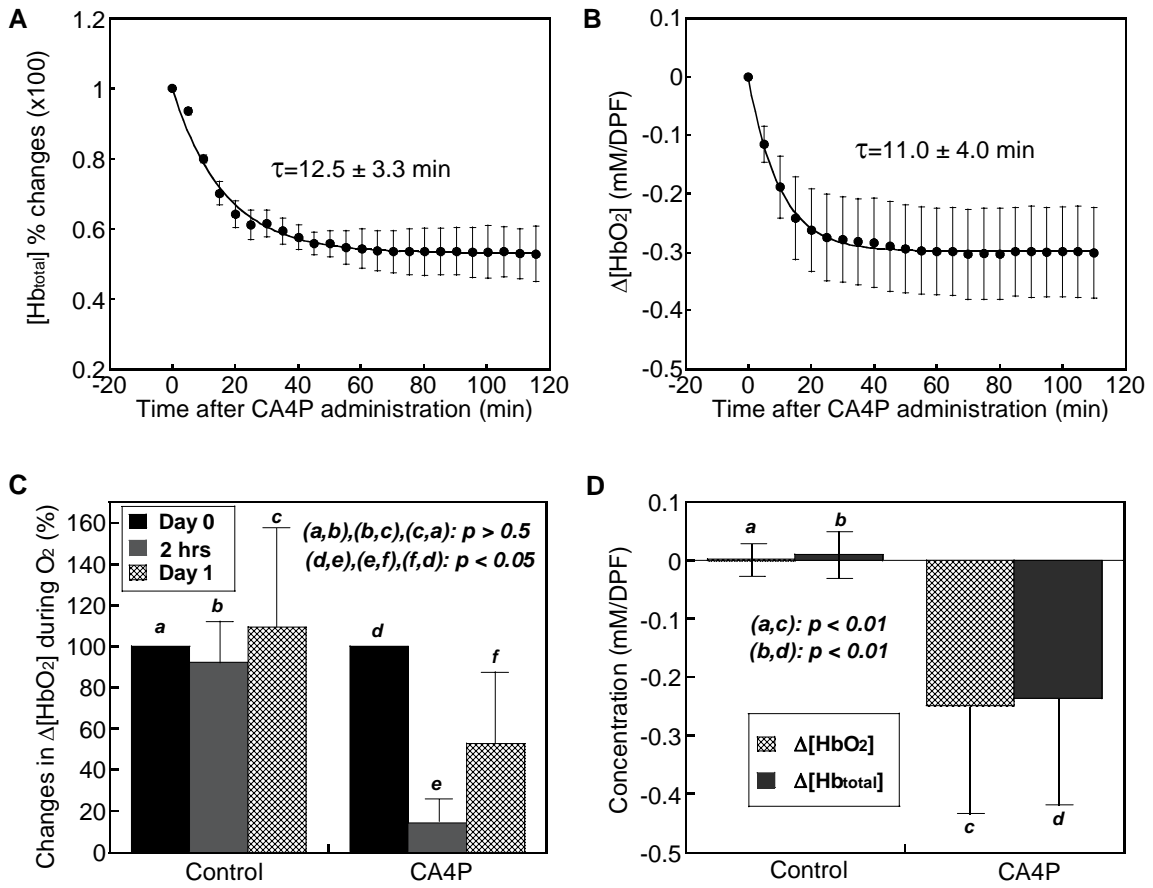 A
1.2
1
0.8
0.6
0.4
0.2
[Hbtotal] % changes (x100)
τ=12.5 ± 3.3 min
-20 0 20 40 60 80 100 120
Time after CA4P administration (min)
B
0.1
0
-0.1
-0.2
-0.3
-0.4
-0.5
Δ[HbO2] (mM/DPF)
τ=11.0 ± 4.0 min
-20 0 20 40 60 80 100 120
Time after CA4P administration (min)
C
160
140
120
100
80
60
40
20
0
Changes in Δ[HbO2] during O2 (%)
Day 0
2 hrs
Day 1
(a,b),(b,c),(c,a): p > 0.5
(d,e),(e,f),(f,d): p < 0.05
a
b
c
d
e
f
Control CA4P
D
0.1
0
-0.1
-0.2
-0.3
-0.4
-0.5
Concentration (mM/DPF)
a
b
(a,c): p < 0.01
(b,d): p < 0.01
Δ[HbO2]
Δ[Hbtotal]
c
d
Control CA4P